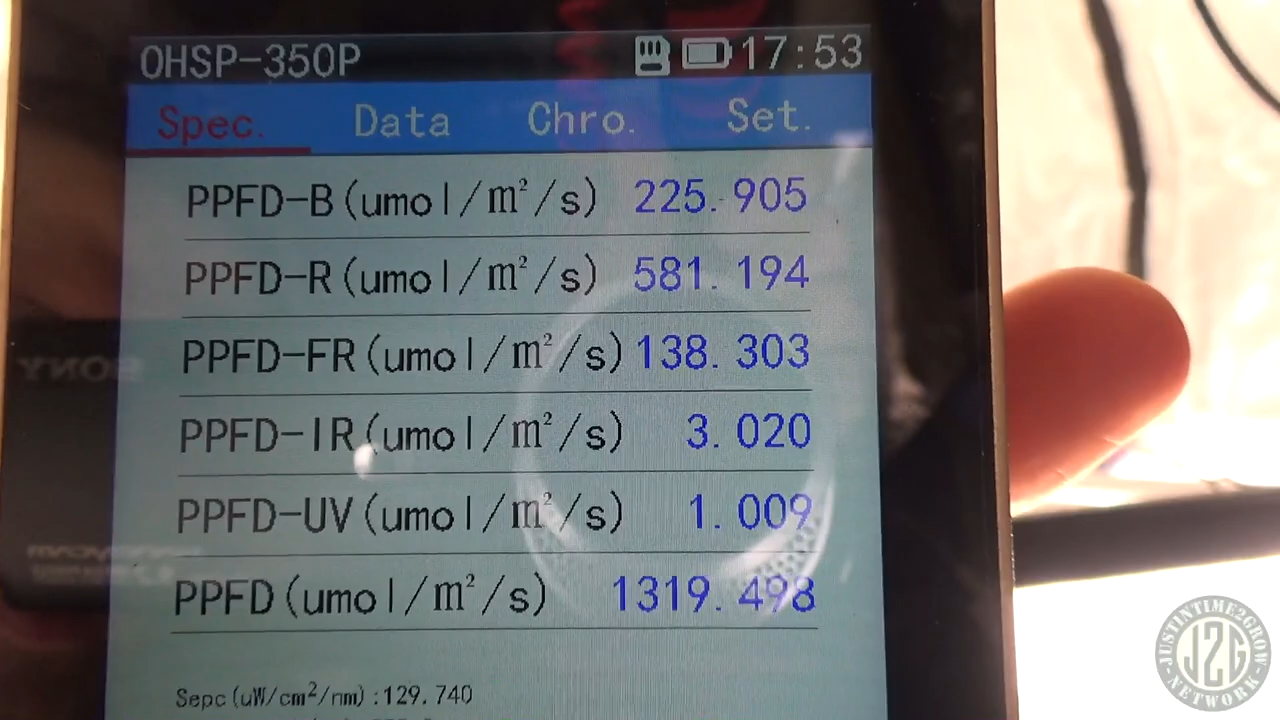 OHSP-350P 17:53
Spec. Data Chro. Set.
PPFD-B(umol/m²/s) 225.905
PPFD-R(umol/m²/s) 581.194
PPFD-FR(umol/m²/s) 138.303
PPFD-IR(umol/m²/s) 3.020
PPFD-UV(umol/m²/s) 1.009
PPFD(umol/m²/s) 1319.498
Sepc(uW/cm²/nm):129.740
SONY
JUSTINTIME2GROW
J2G
NETWORK